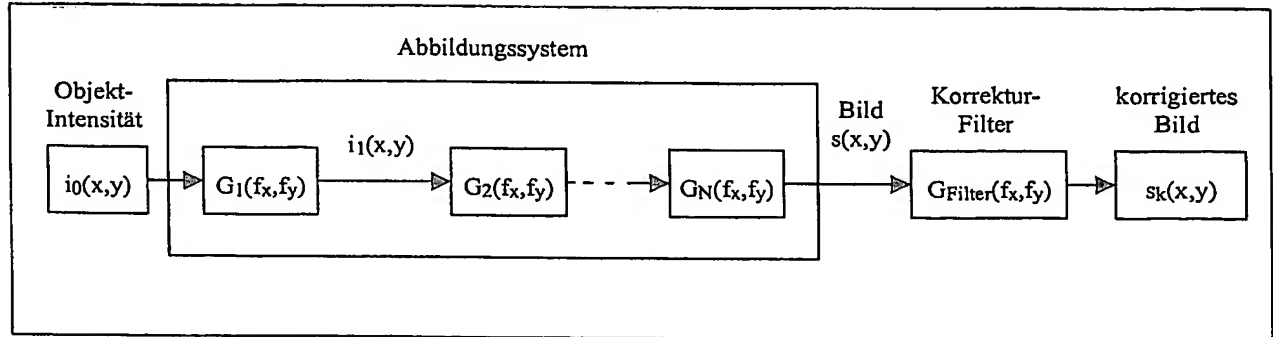 Abbildungssystem
Objekt-
Intensität
i0(x,y)
G1(fx,fy)
i1(x,y)
G2(fx,fy)
GN(fx,fy)
Bild
s(x,y)
Korrektur-
Filter
GFilter(fx,fy)
korrigiertes
Bild
sk(x,y)